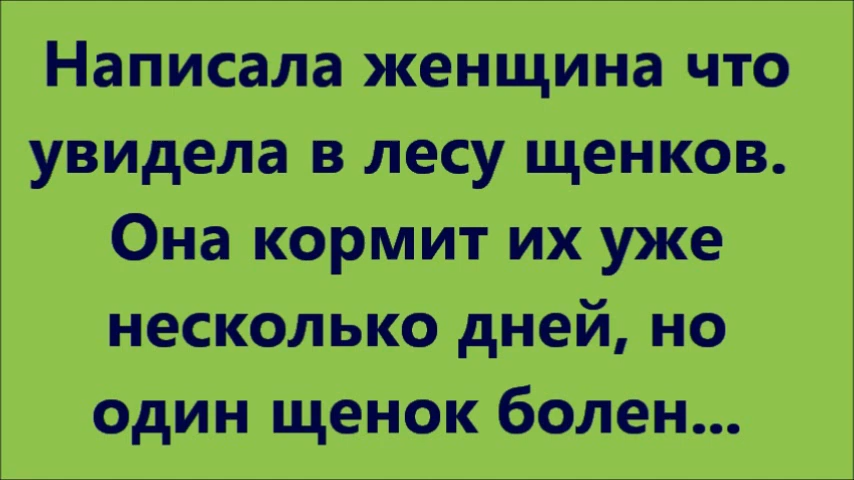 Написала женщина что
увидела в лесу щенков.
Она кормит их уже
несколько дней, но
один щенок болен...